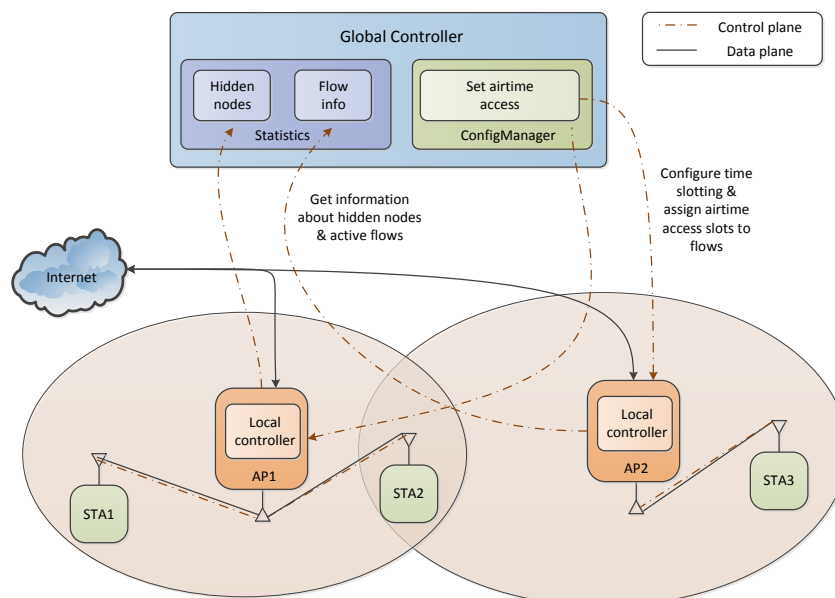 Global Controller
Hidden
nodes
Flow
info
Statistics
Set airtime
access
ConfigManager
Control plane
Data plane
Get information
about hidden nodes
& active flows
Configure time
slotting &
assign airtime
access slots to
flows
Internet
Local
controller
AP1
Local
controller
AP2
STA1
STA2
STA3